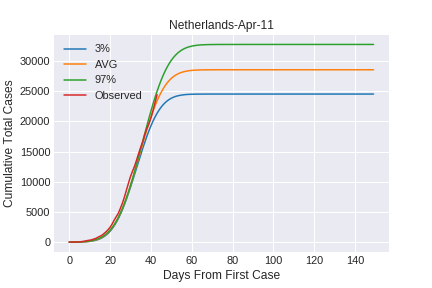 Netherlands-Apr-11
3%
AVG
97%
Observed
Cumulative Total Cases
30000
25000
20000
15000
10000
5000
0
0 20 40 60 80 100 120 140
Days From First Case